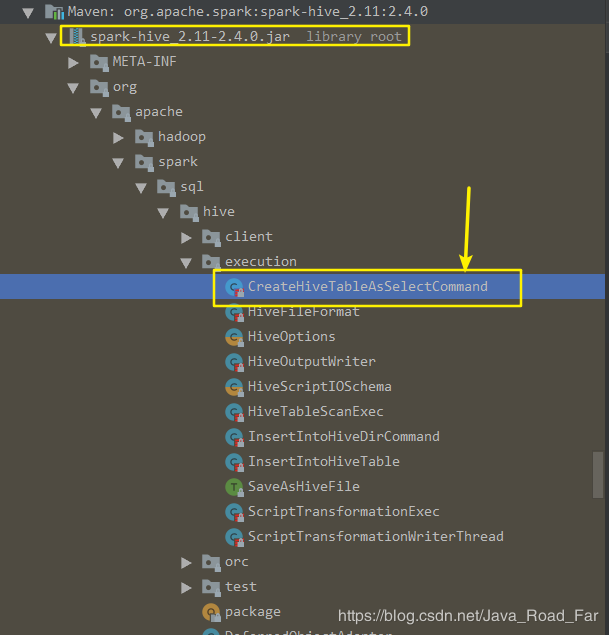 Maven: org.apache.spark:spark-hive_2.11:2.4.0
spark-hive_2.11-2.4.0.jar library root
META-INF
org
apache
hadoop
spark
sql
hive
client
execution
CreateHiveTableAsSelectCommand
HiveFileFormat
HiveOptions
HiveOutputWriter
HiveScriptIOSchema
HiveTableScanExec
InsertIntoHiveDirCommand
InsertIntoHiveTable
SaveAsHiveFile
ScriptTransformationExec
ScriptTransformationWriterThread
orc
test
package
https://blog.csdn.net/Java_Road_Far
DeferredObjectAdapter